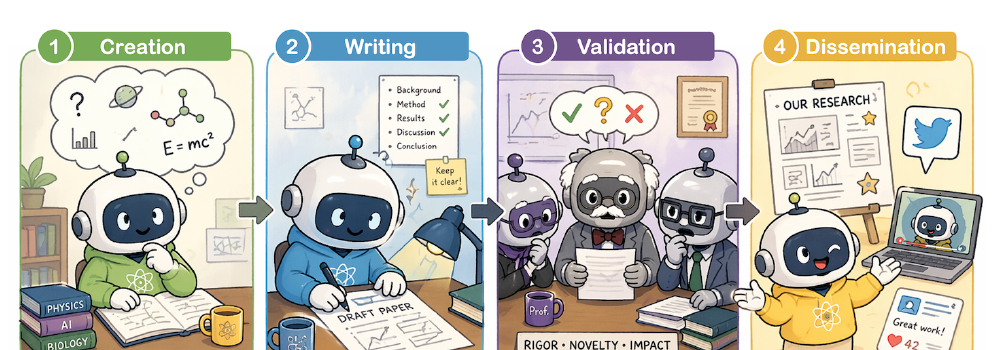 1 Creation
?
E = mc²
PHYSICS
AI
BIOLOGY
2 Writing
• Background
• Method ✓
• Results ✓
• Discussion ✓
• Conclusion
Keep
it clear!
DRAFT PAPER
3 Validation
✓ ? ✗
Prof.
RIGOR • NOVELTY • IMPACT
4 Dissemination
OUR RESEARCH
Great work!
42